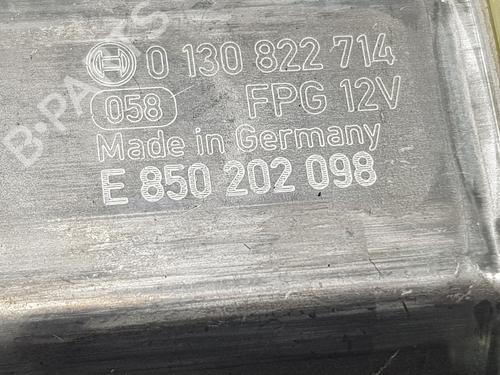 0 130 822 714
058 FPG 12V
Made in Germany
E 850 202 098
B-PARTS